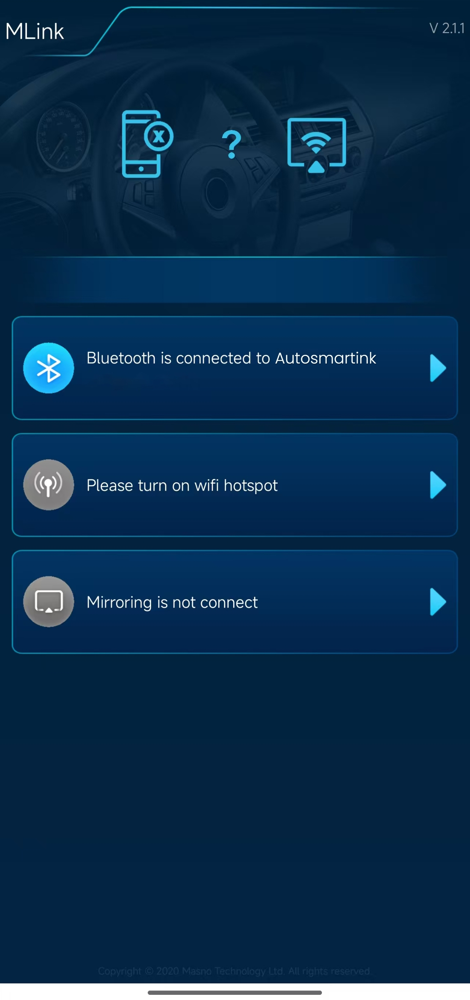 MLink
V 2.1.1
X
?
Bluetooth is connected to Autosmartink
Please turn on wifi hotspot
Mirroring is not connect
Copyright © 2020 Masno Technology Ltd. All rights reserved.